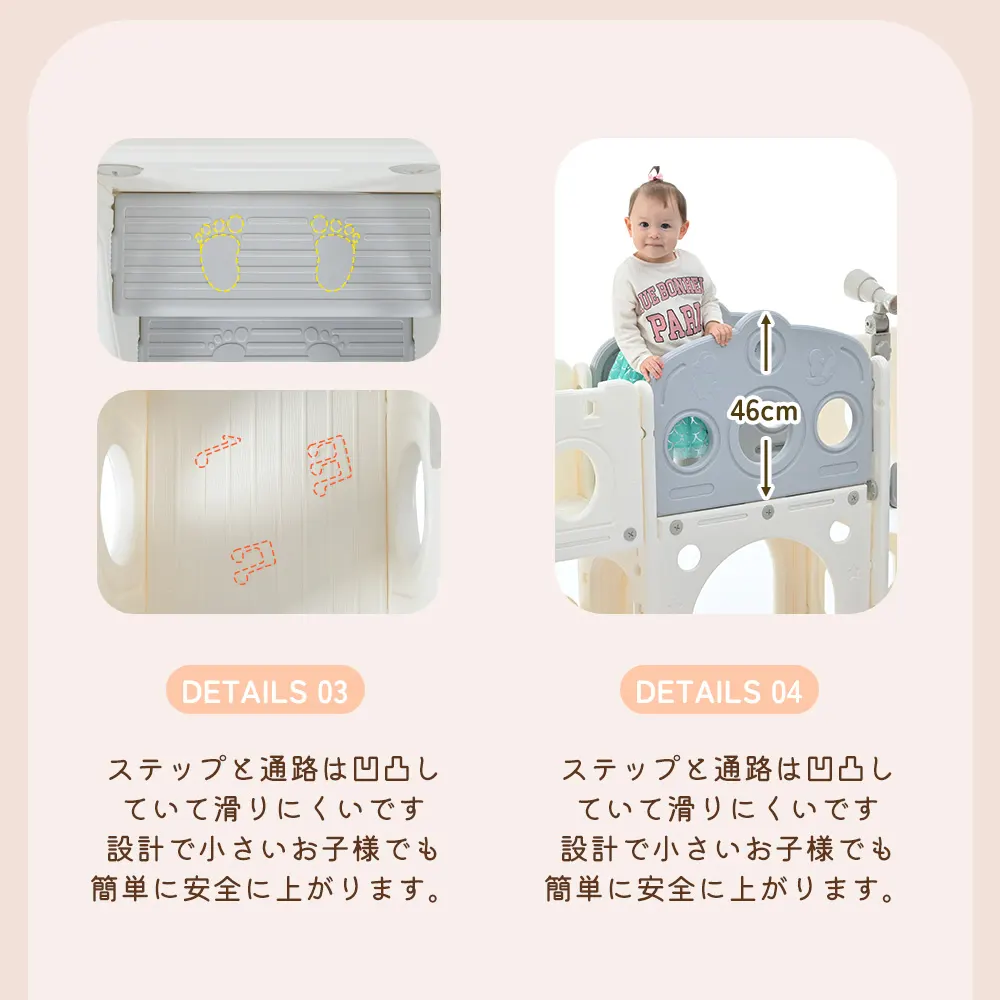 UE BONHE
PARI
46cm
DETAILS 03
ステップと通路は凹凸し
ていて滑りにくいです
設計で小さいお子様でも
簡単に安全に上がります。
DETAILS 04
ステップと通路は凹凸し
ていて滑りにくいです
設計で小さいお子様でも
簡単に安全に上がります。